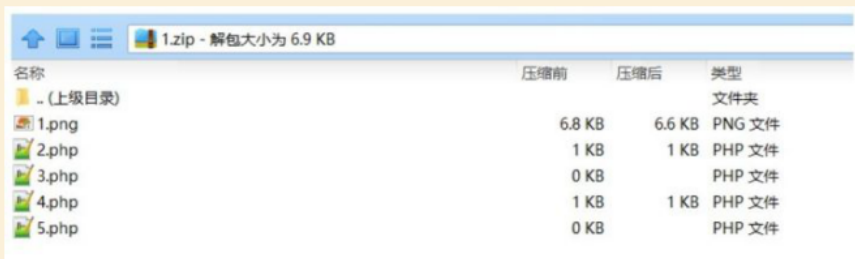 1.zip - 解包大小为 6.9 KB
名称 压缩前 压缩后 类型
.. (上级目录) 文件夹
1.png 6.8 KB 6.6 KB PNG 文件
2.php 1 KB 1 KB PHP 文件
3.php 0 KB PHP 文件
4.php 1 KB 1 KB PHP 文件
5.php 0 KB PHP 文件